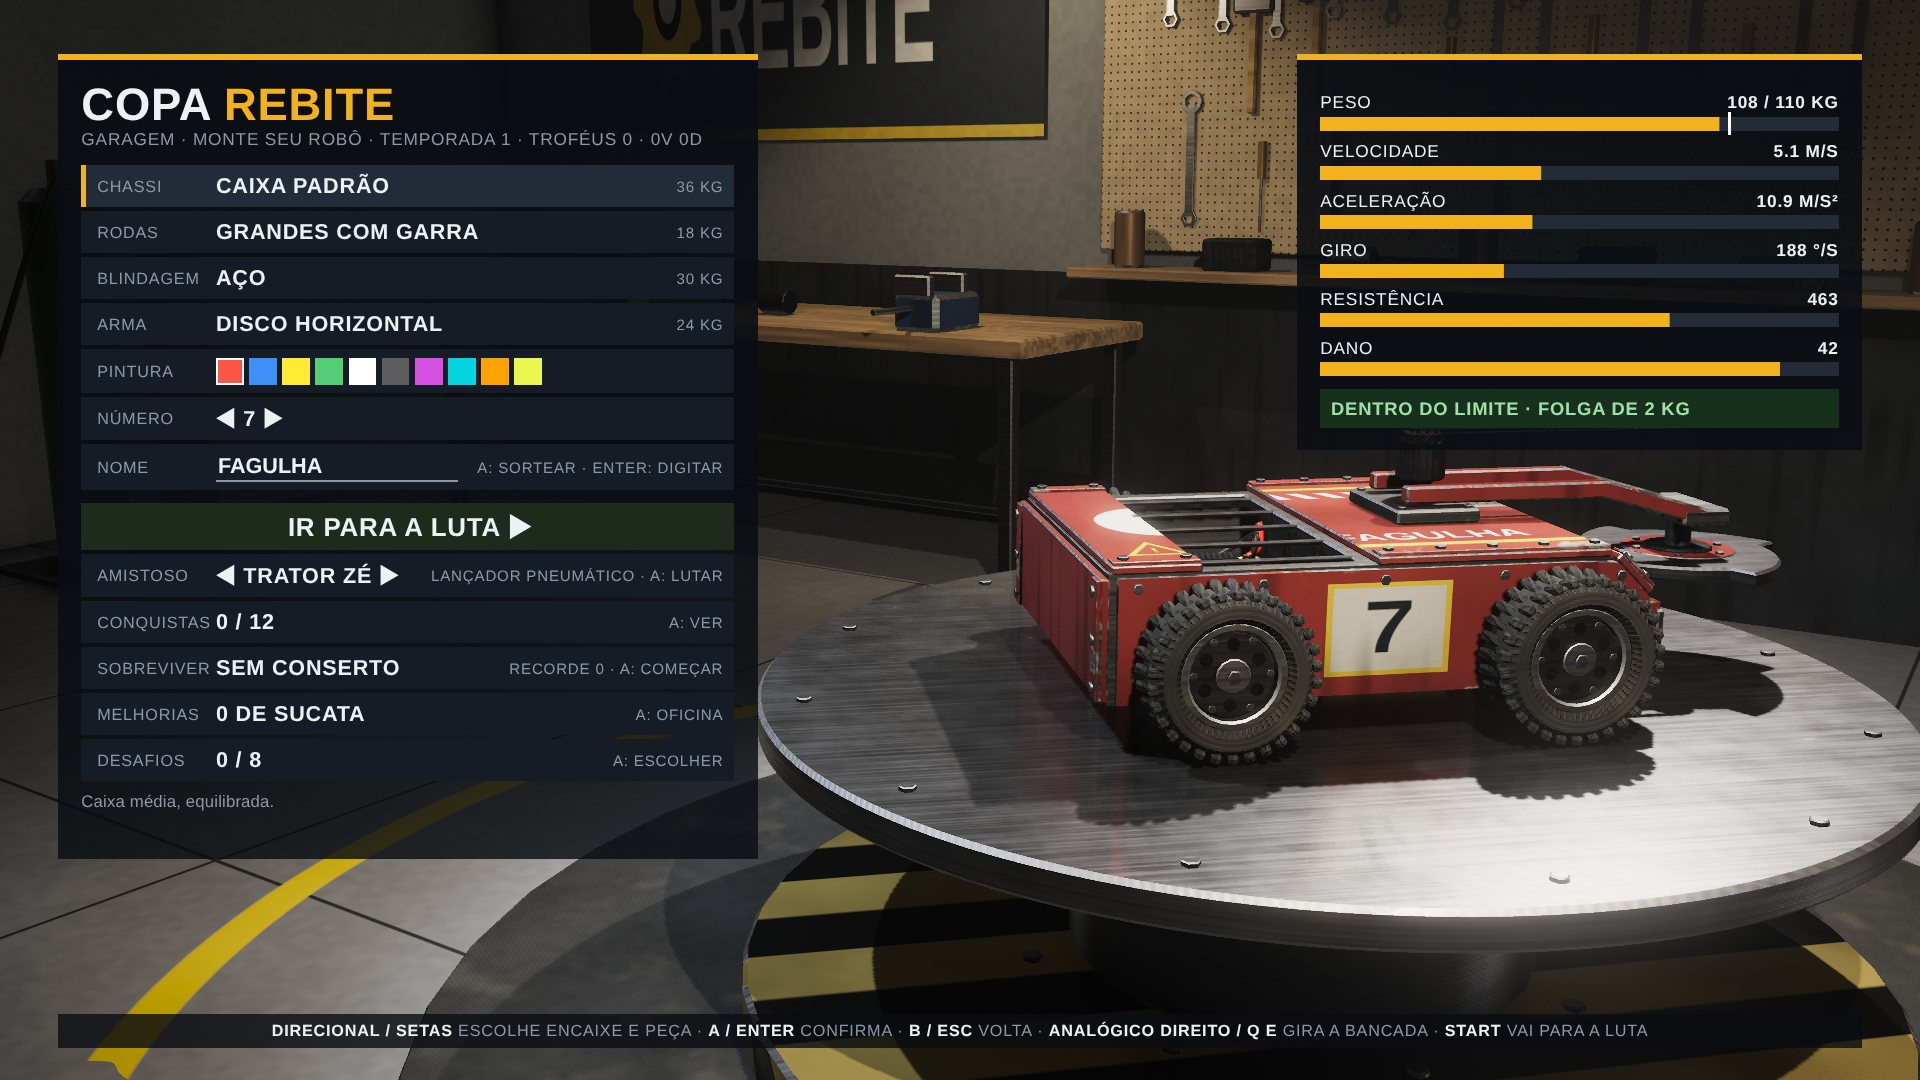 REBITE
COPA REBITE
GARAGEM · MONTE SEU ROBÔ · TEMPORADA 1 · TROFÉUS 0 · 0V 0D
CHASSI CAIXA PADRÃO 36 KG
RODAS GRANDES COM GARRA 18 KG
BLINDAGEM AÇO 30 KG
ARMA DISCO HORIZONTAL 24 KG
PINTURA
NÚMERO ◀ 7 ▶
NOME FAGULHA A: SORTEAR · ENTER: DIGITAR
IR PARA A LUTA ▶
AMISTOSO ◀ TRATOR ZÉ ▶ LANÇADOR PNEUMÁTICO · A: LUTAR
CONQUISTAS 0 / 12 A: VER
SOBREVIVER SEM CONSERTO RECORDE 0 · A: COMEÇAR
MELHORIAS 0 DE SUCATA A: OFICINA
DESAFIOS 0 / 8 A: ESCOLHER
Caixa média, equilibrada.
PESO 108 / 110 KG
VELOCIDADE 5.1 M/S
ACELERAÇÃO 10.9 M/S²
GIRO 188 °/S
RESISTÊNCIA 463
DANO 42
DENTRO DO LIMITE · FOLGA DE 2 KG
FAGULHA
7
DIRECIONAL / SETAS ESCOLHE ENCAIXE E PEÇA · A / ENTER CONFIRMA · B / ESC VOLTA · ANALÓGICO DIREITO / Q E GIRA A BANCADA · START VAI PARA A LUTA